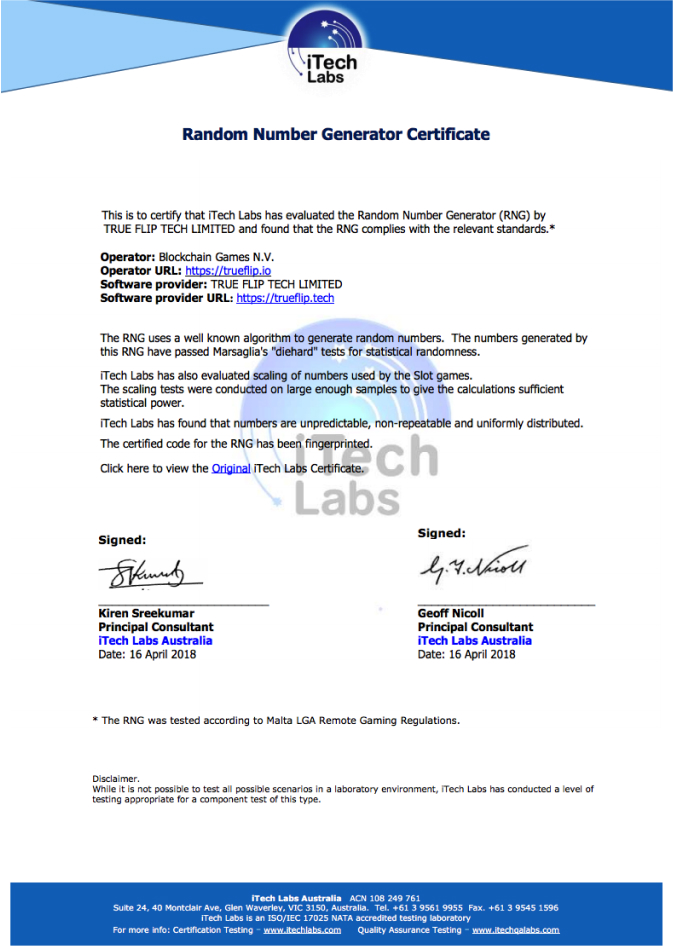 iTech
Labs
Random Number Generator Certificate
This is to certify that iTech Labs has evaluated the Random Number Generator (RNG) by
TRUE FLIP TECH LIMITED and found that the RNG complies with the relevant standards.*
Operator: Blockchain Games N.V.
Operator URL: https://trueflip.io
Software provider: TRUE FLIP TECH LIMITED
Software provider URL: https://trueflip.tech
The RNG uses a well known algorithm to generate random numbers. The numbers generated by
this RNG have passed Marsaglia's "diehard" tests for statistical randomness.
iTech Labs has also evaluated scaling of numbers used by the Slot games.
The scaling tests were conducted on large enough samples to give the calculations sufficient
statistical power.
iTech Labs has found that numbers are unpredictable, non-repeatable and uniformly distributed.
The certified code for the RNG has been fingerprinted.
Click here to view the Original iTech Labs Certificate.
iTech
Labs
Signed:
Kiren Sreekumar
Principal Consultant
iTech Labs Australia
Date: 16 April 2018
Signed:
G.F. Nicoll
Geoff Nicoll
Principal Consultant
iTech Labs Australia
Date: 16 April 2018
* The RNG was tested according to Malta LGA Remote Gaming Regulations.
Disclaimer.
While it is not possible to test all possible scenarios in a laboratory environment, iTech Labs has conducted a level of
testing appropriate for a component test of this type.
iTech Labs Australia ACN 108 249 761
Suite 24, 40 Montclair Ave, Glen Waverley, VIC 3150, Australia. Tel. +61 3 9561 9955 Fax. +61 3 9545 1596
iTech Labs is an ISO/IEC 17025 NATA accredited testing laboratory
For more info: Certification Testing – www.itechlabs.com Quality Assurance Testing – www.itechqalabs.com